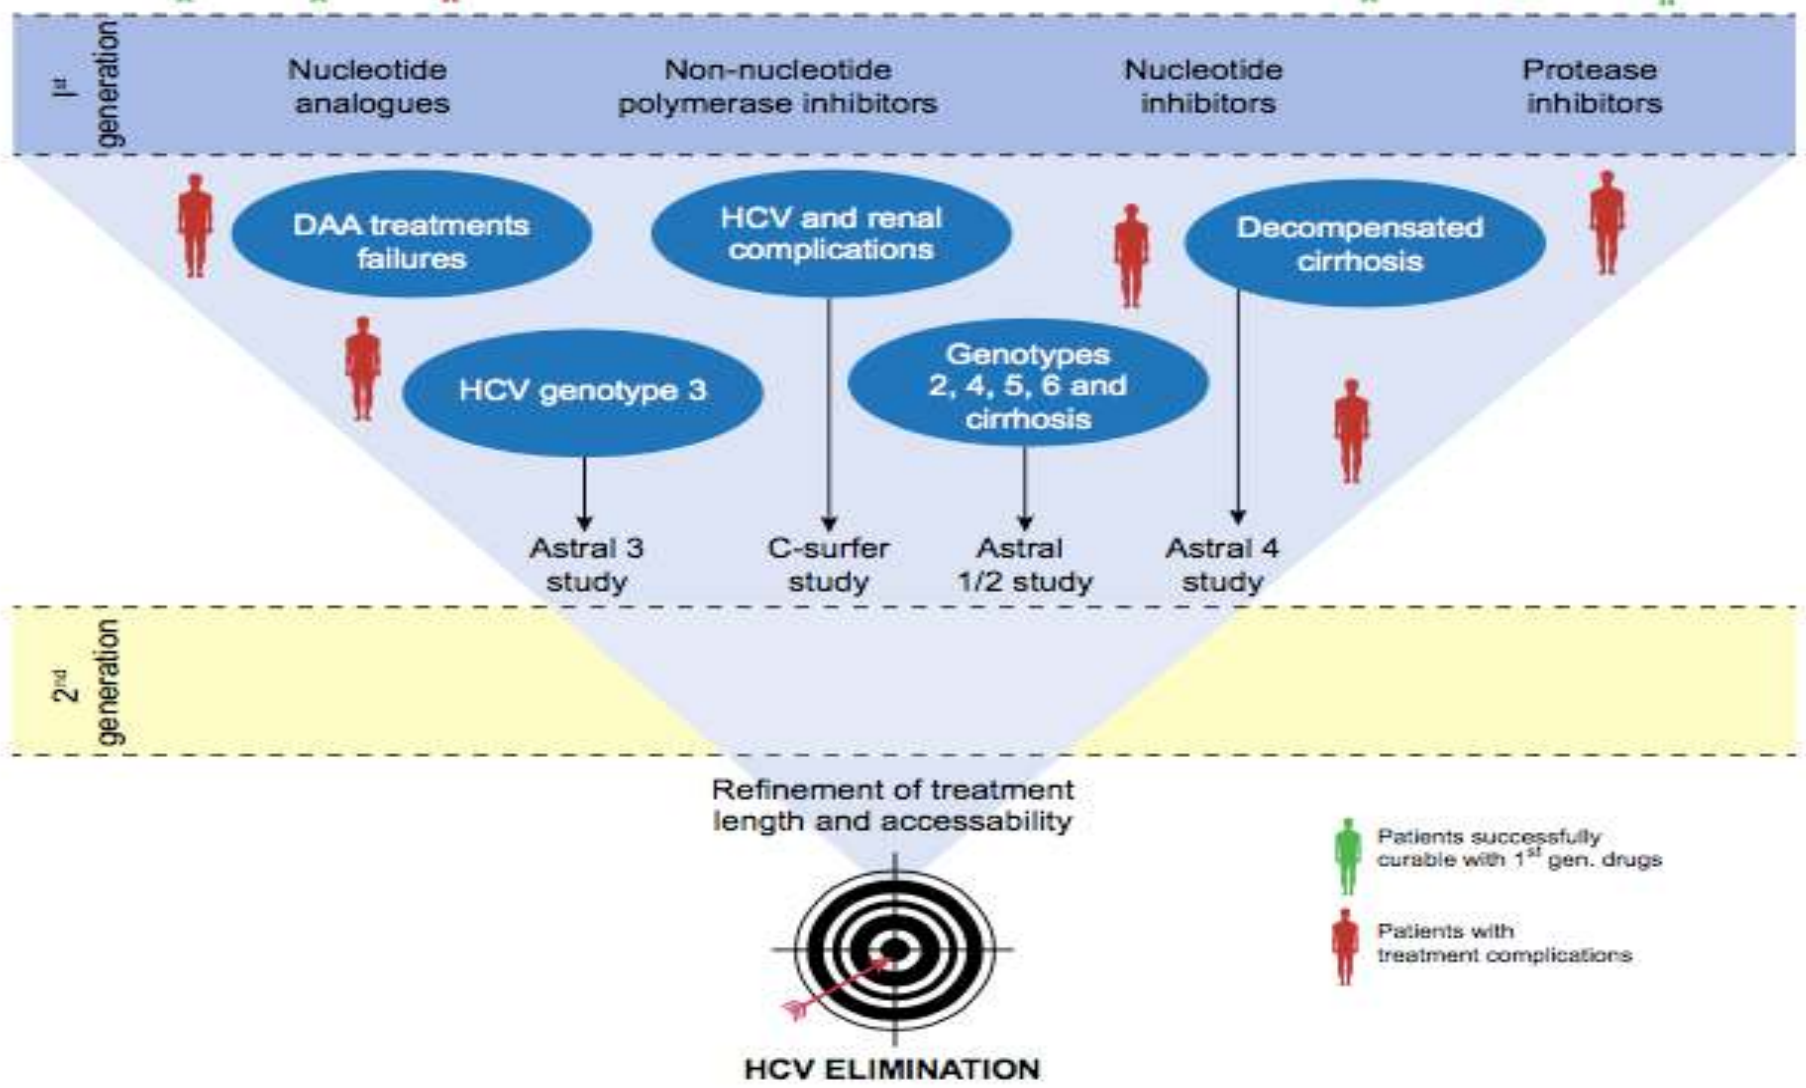 1st
generation
Nucleotide
analogues
Non-nucleotide
polymerase inhibitors
Nucleotide
inhibitors
Protease
inhibitors
DAA treatments
failures
HCV and renal
complications
Decompensated
cirrhosis
HCV genotype 3
Genotypes
2, 4, 5, 6 and
cirrhosis
Astral 3
study
C-surfer
study
Astral
1/2 study
Astral 4
study
2nd
generation
Refinement of treatment
length and accessability
Patients successfully
curable with 1st gen. drugs
Patients with
treatment complications
HCV ELIMINATION